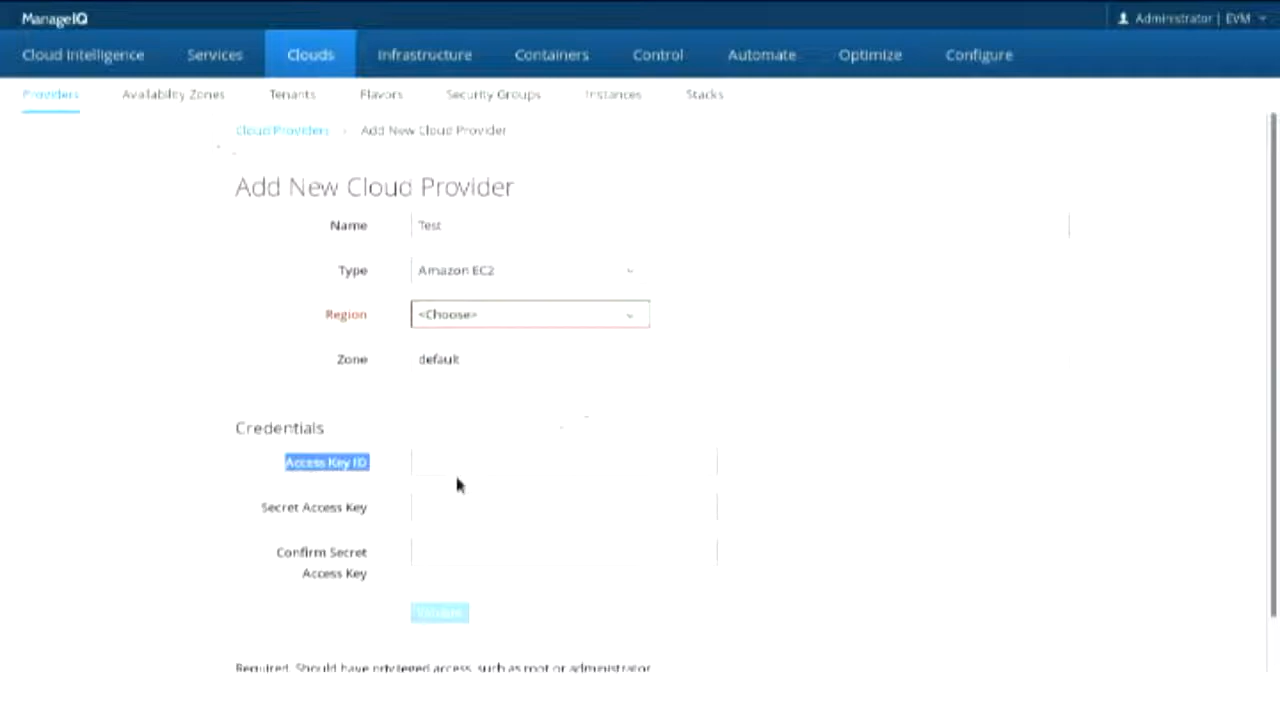 ManageIQ
Administrator | EVM
Cloud Intelligence Services Clouds Infrastructure Containers Control Automate Optimize Configure
Providers Availability Zones Tenants Flavors Security Groups Instances Stacks
Cloud Providers Add New Cloud Provider
Add New Cloud Provider
Name Test
Type Amazon EC2
Region <Choose>
Zone default
Credentials
Access Key ID
Secret Access Key
Confirm Secret
Access Key
Validate
Required. Should have privileged access, such as root or administrator